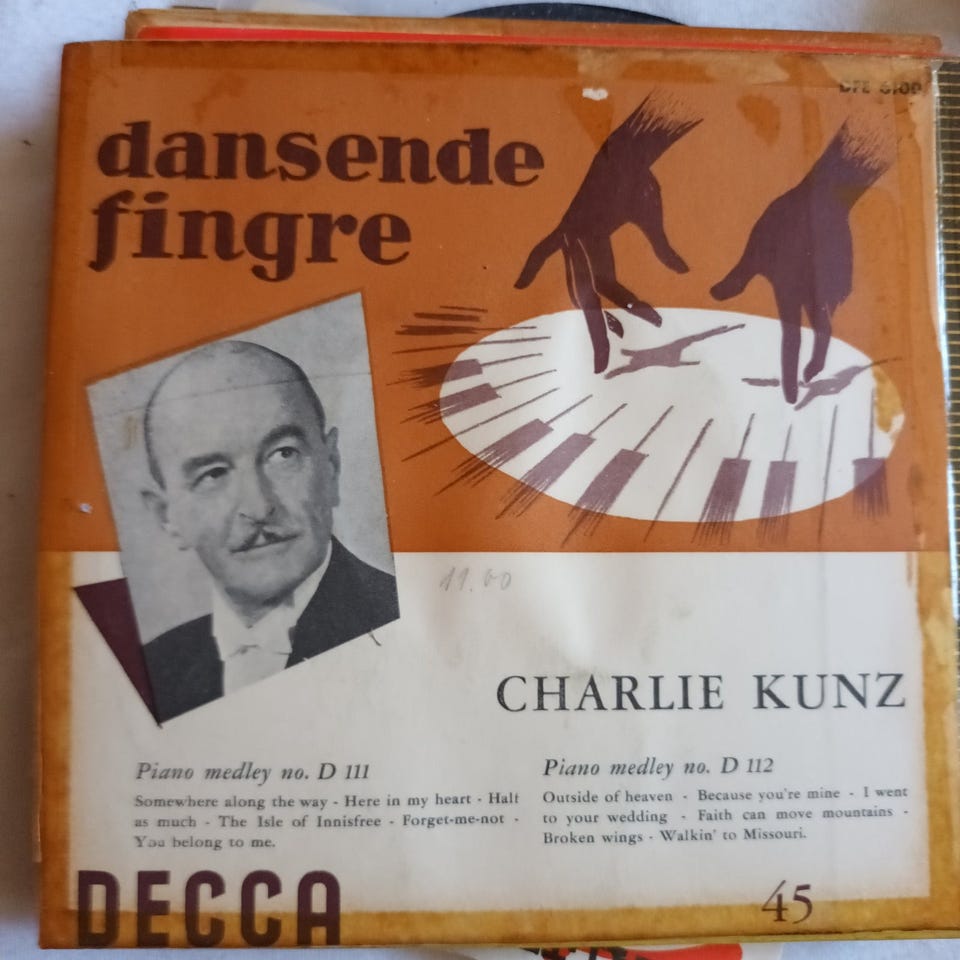 DFE 6100
dansende
fingre
11.00
CHARLIE KUNZ
Piano medley no. D 111
Somewhere along the way - Here in my heart - Half
as much - The Isle of Innisfree - Forget-me-not -
You belong to me.
Piano medley no. D 112
Outside of heaven - Because you're mine - I went
to your wedding - Faith can move mountains -
Broken wings - Walkin' to Missouri.
DECCA
45